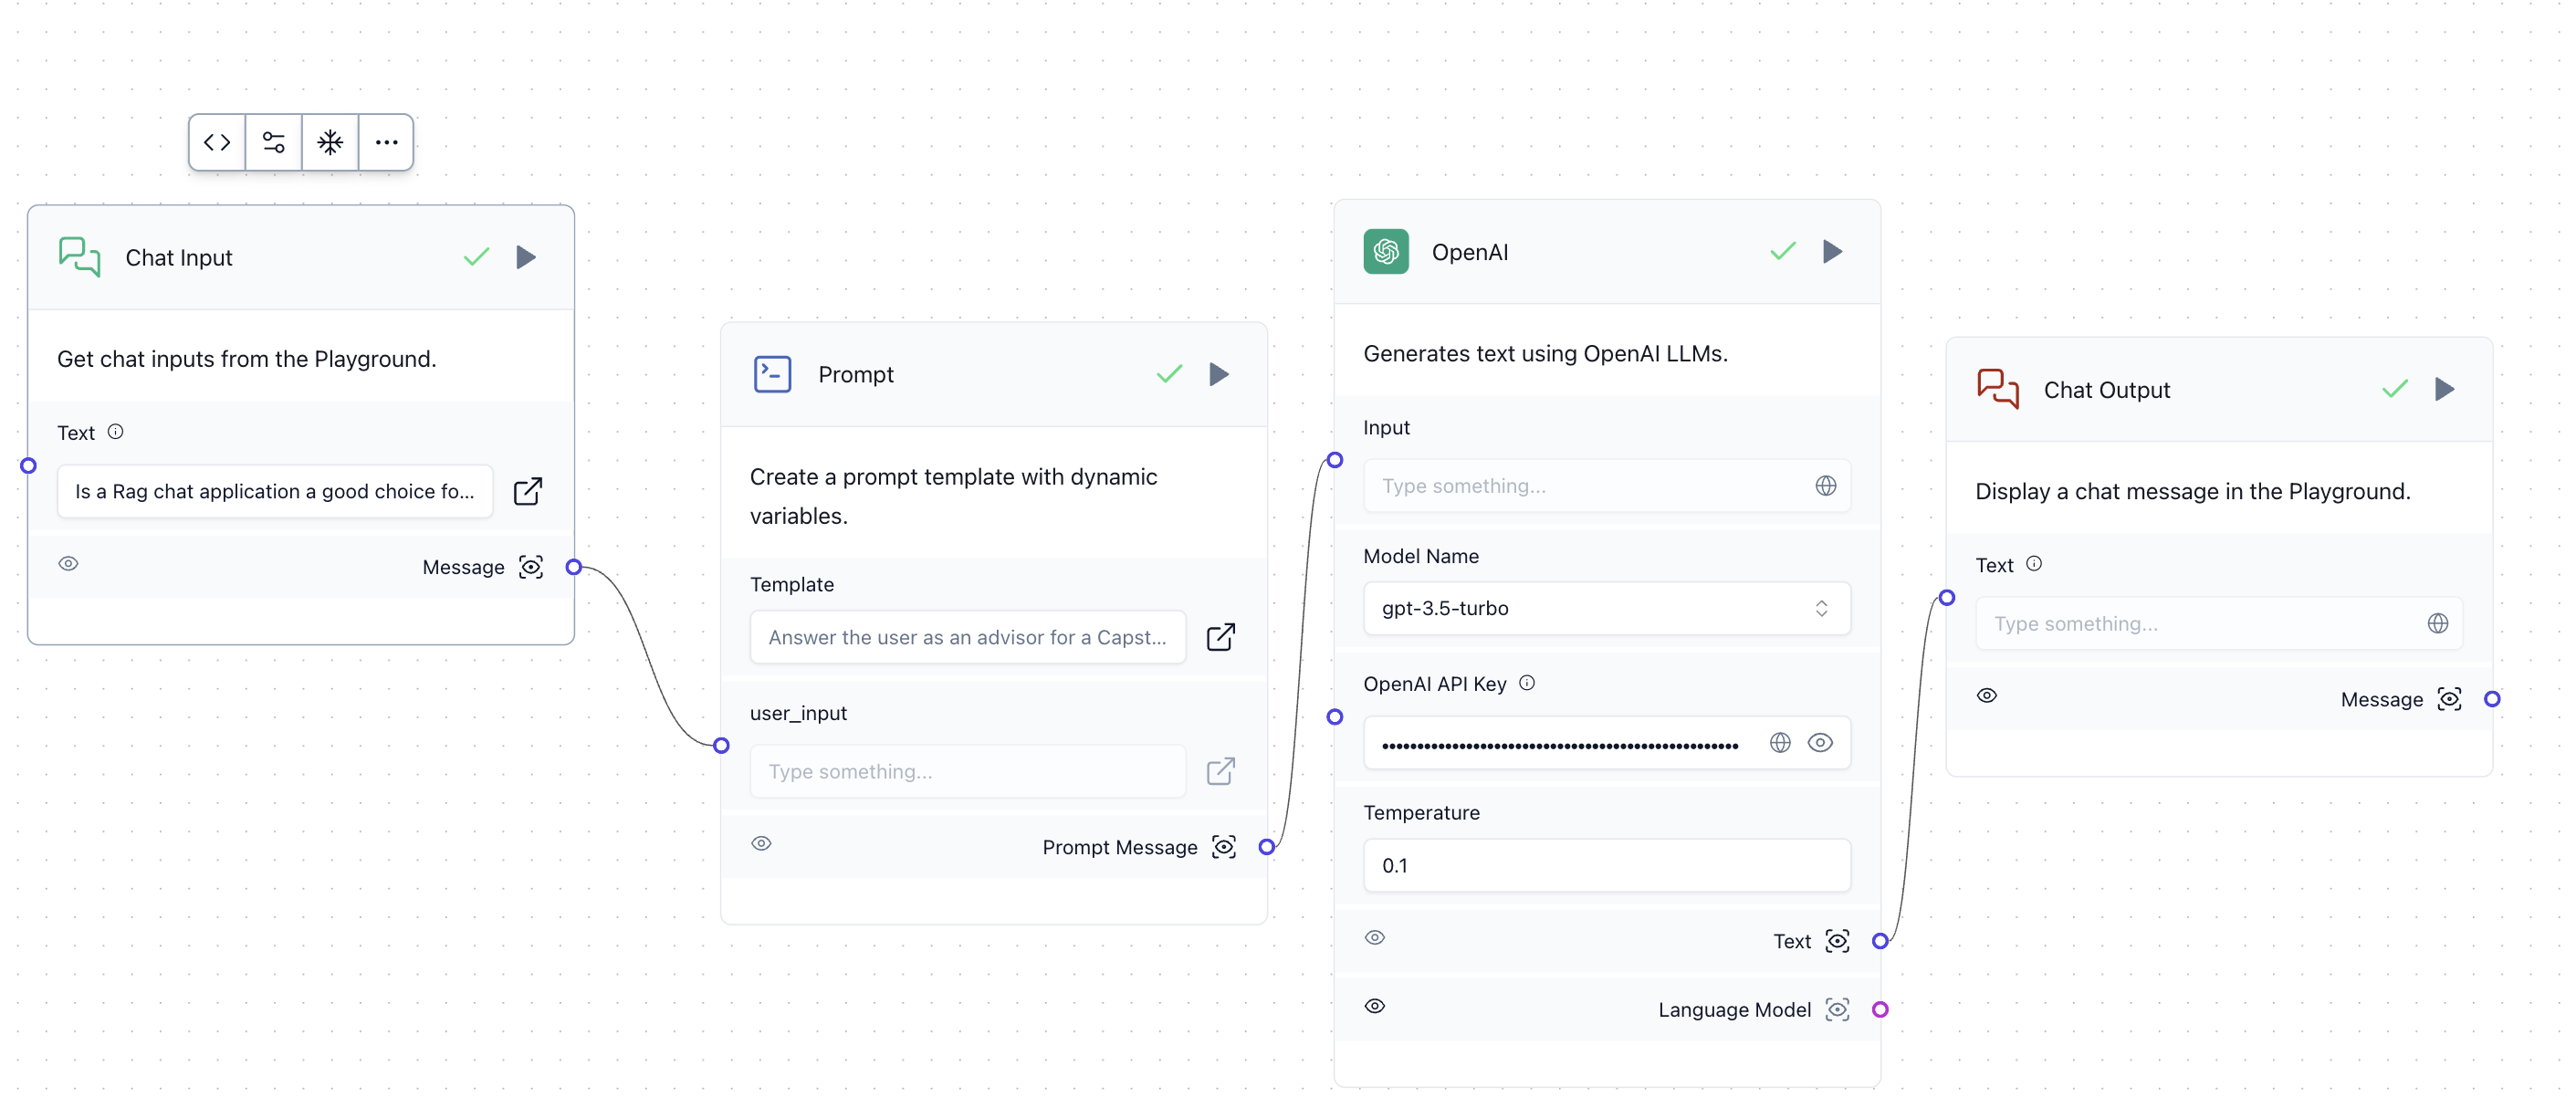 Chat Input
Get chat inputs from the Playground.
Text
Is a Rag chat application a good choice fo...
Message
Prompt
Create a prompt template with dynamic
variables.
Template
Answer the user as an advisor for a Capst...
user_input
Type something...
Prompt Message
OpenAI
Generates text using OpenAI LLMs.
Input
Type something...
Model Name
gpt-3.5-turbo
OpenAI API Key
Temperature
0.1
Text
Language Model
Chat Output
Display a chat message in the Playground.
Text
Type something...
Message